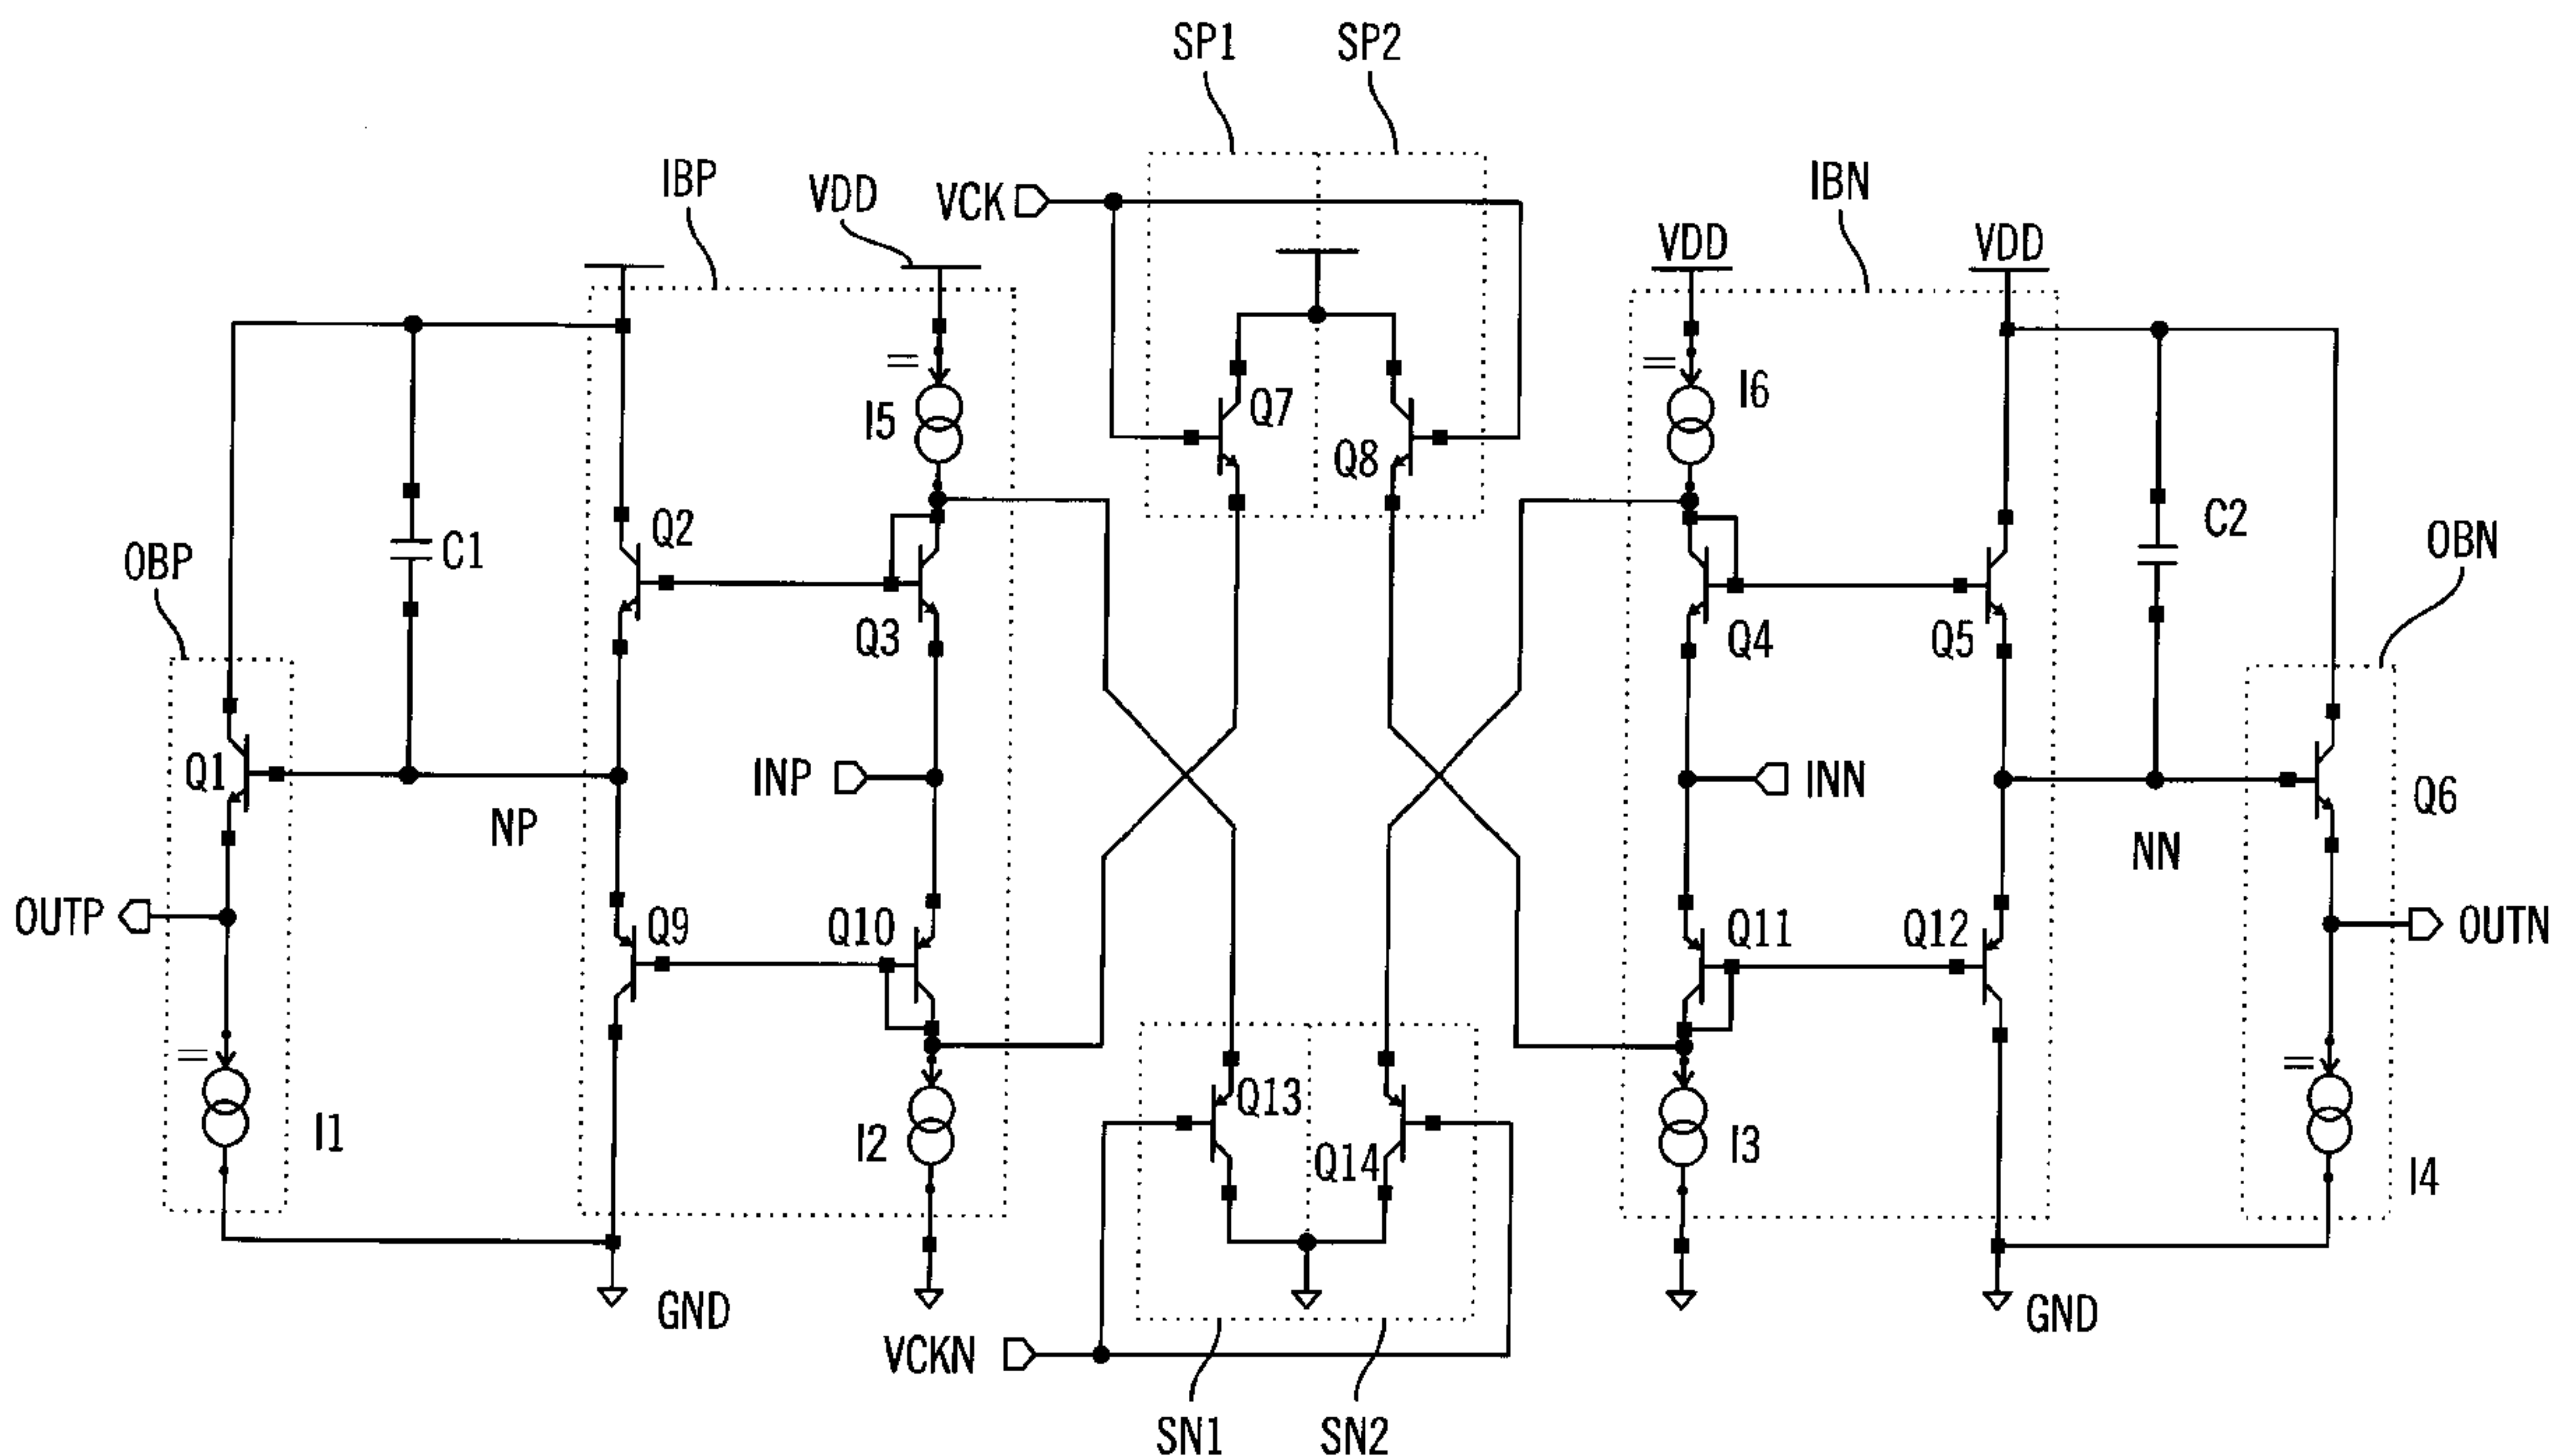 SP1 SP2
IBP VDD VCK IBN
VDD VDD
I5 Q7 Q8 I6
OBP C1 Q2 Q3 Q4 Q5 C2 OBN
Q1 NP INP INN NN Q6
OUTP Q9 Q10 Q11 Q12 OUTN
I1 I2 Q13 Q14 I3 I4
GND GND
VCKN
SN1 SN2